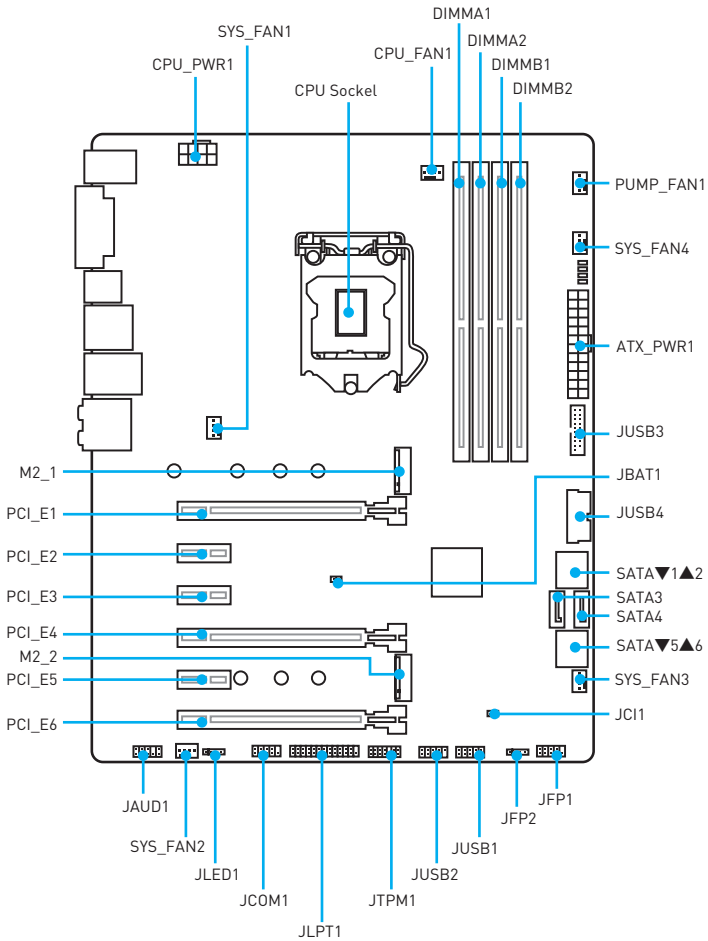 DIMMA1
SYS_FAN1
DIMMA2
CPU_FAN1
CPU_PWR1
DIMMB1
CPU Sockel
DIMMB2
PUMP_FAN1
SYS_FAN4
ATX_PWR1
JUSB3
M2_1
JBAT1
PCI_E1
JUSB4
PCI_E2
SATA▼1▲2
PCI_E3
SATA3
SATA4
PCI_E4
M2_2
SATA▼5▲6
PCI_E5
SYS_FAN3
PCI_E6
JCI1
JAUD1
JFP1
SYS_FAN2
JFP2
JUSB1
JLED1
JUSB2
JCOM1
JTPM1
JLPT1